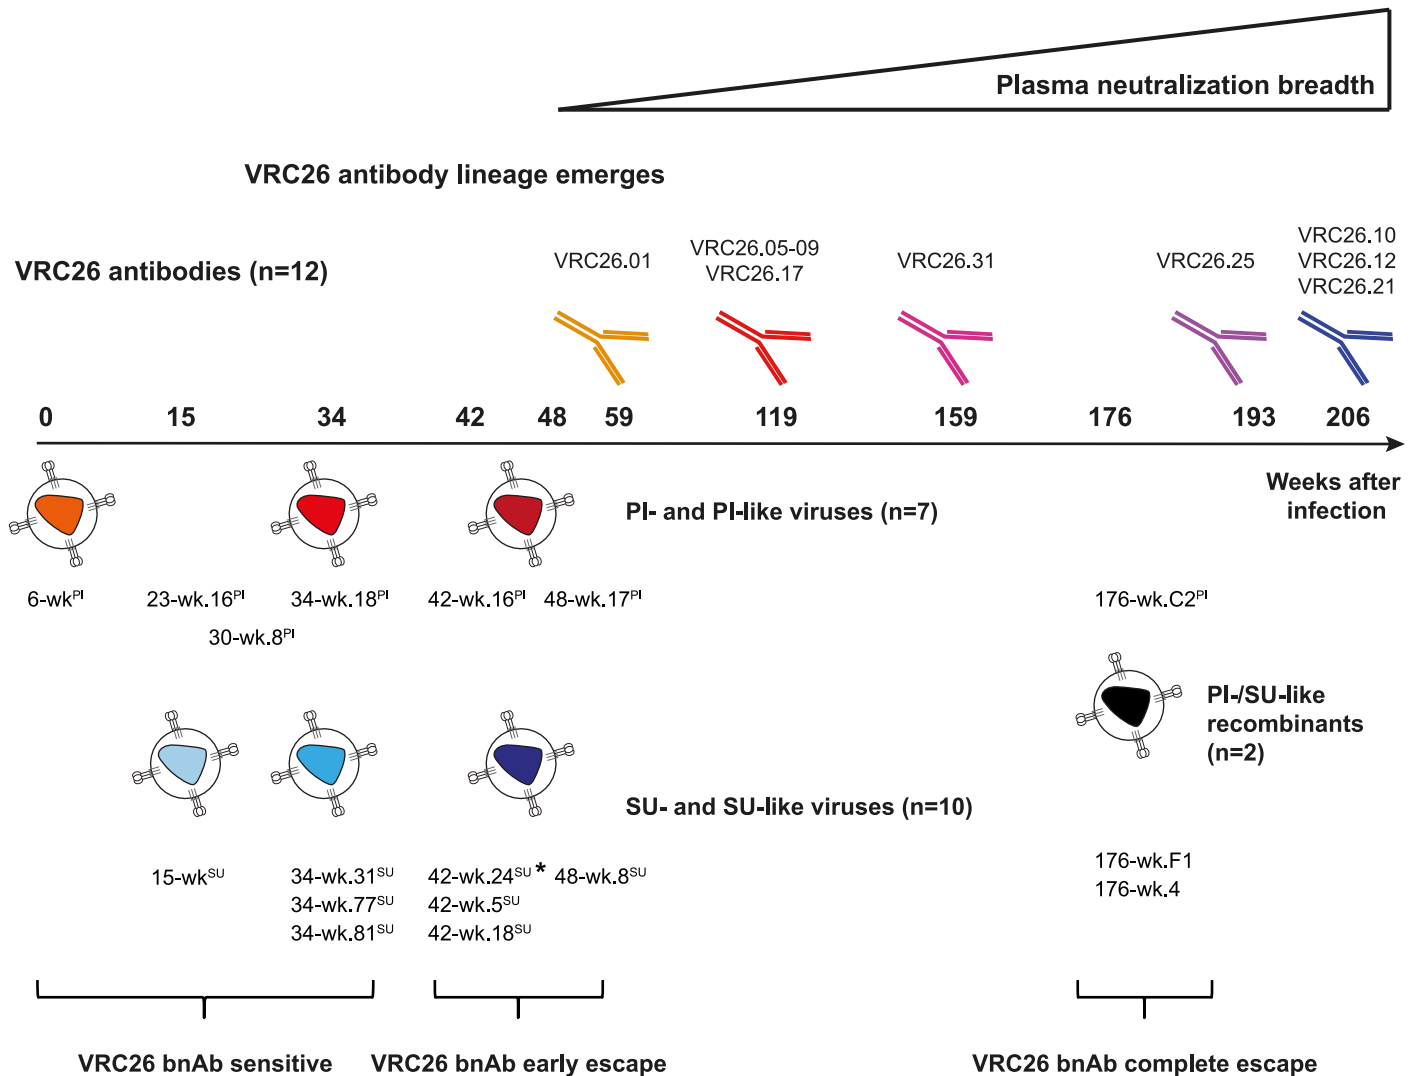 Plasma neutralization breadth
VRC26 antibody lineage emerges
VRC26 antibodies (n=12)
VRC26.01
VRC26.05-09
VRC26.17
VRC26.31
VRC26.25
VRC26.10
VRC26.12
VRC26.21
0 15 34 42 48 59 119 159 176 193 206
Weeks after
infection
PI- and PI-like viruses (n=7)
6-wkPI 23-wk.16PI 34-wk.18PI 42-wk.16PI 48-wk.17PI 176-wk.C2PI
30-wk.8PI
PI-/SU-like
recombinants
(n=2)
SU- and SU-like viruses (n=10)
15-wkSU 34-wk.31SU 42-wk.24SU* 48-wk.8SU
34-wk.77SU 42-wk.5SU
34-wk.81SU 42-wk.18SU
176-wk.F1
176-wk.4
VRC26 bnAb sensitive VRC26 bnAb early escape VRC26 bnAb complete escape